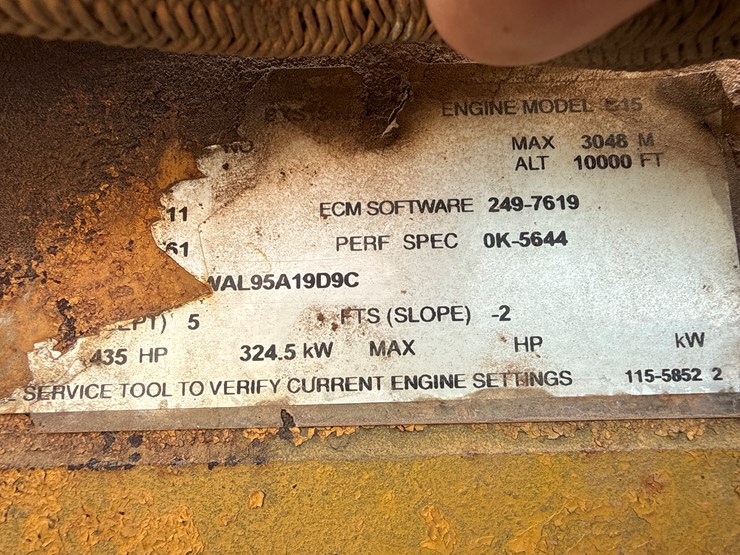 ENGINE MODEL C15
NO MAX 3048 M
ALT 10000 FT
11 ECM SOFTWARE 249-7619
61 PERF SPEC 0K-5644
WAL95A19D9C
5 FTS (SLOPE) -2
435 HP 324.5 kW MAX HP kW
SERVICE TOOL TO VERIFY CURRENT ENGINE SETTINGS 115-5852 2